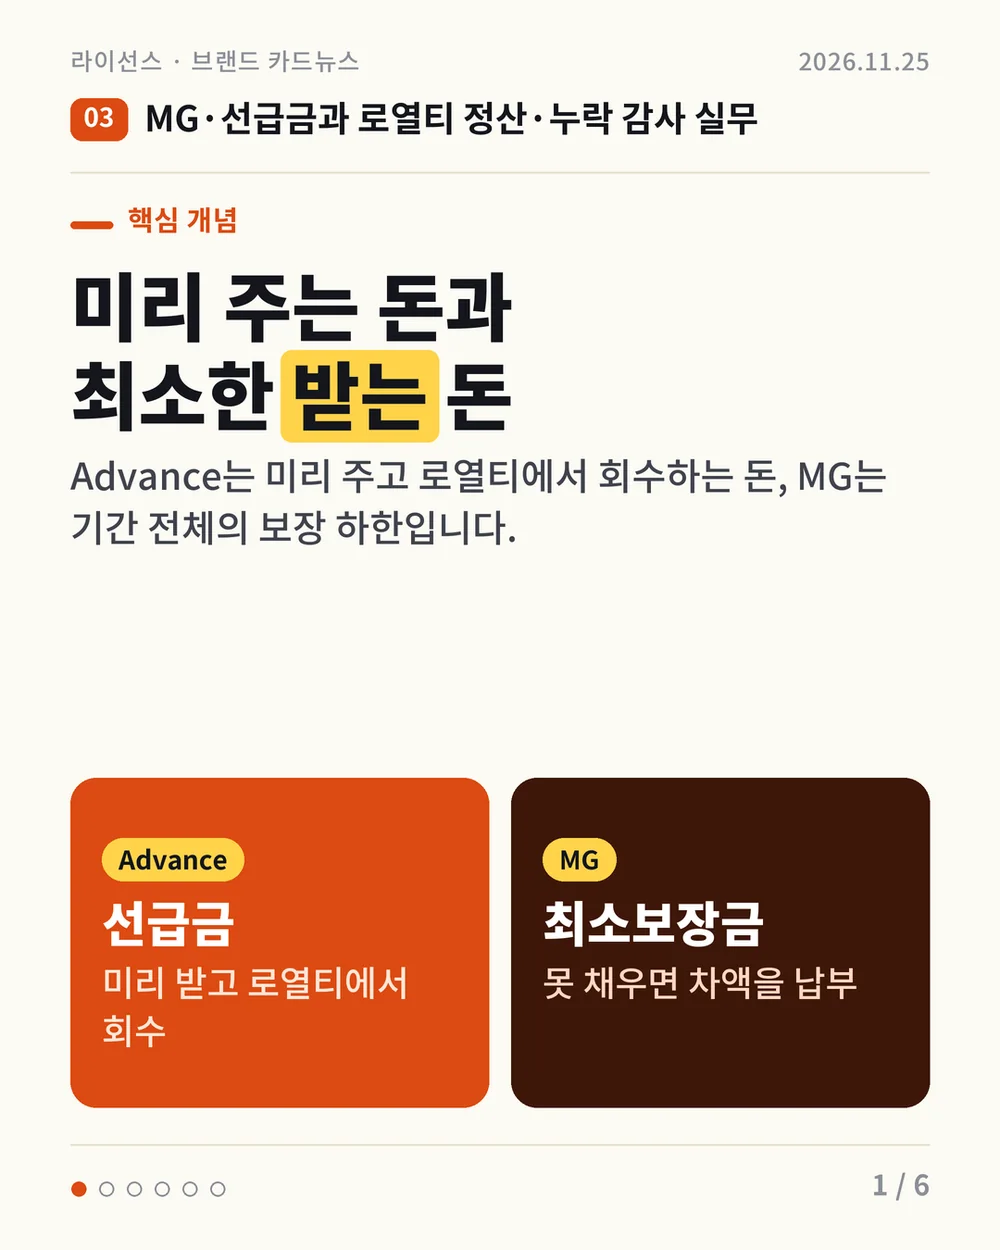 라이선스 · 브랜드 카드뉴스
2026.11.25
03 MG·선급금과 로열티 정산·누락 감사 실무
핵심 개념
미리 주는 돈과
최소한 받는 돈
Advance는 미리 주고 로열티에서 회수하는 돈, MG는
기간 전체의 보장 하한입니다.
Advance
선급금
미리 받고 로열티에서
회수
MG
최소보장금
못 채우면 차액을 납부
1 / 6